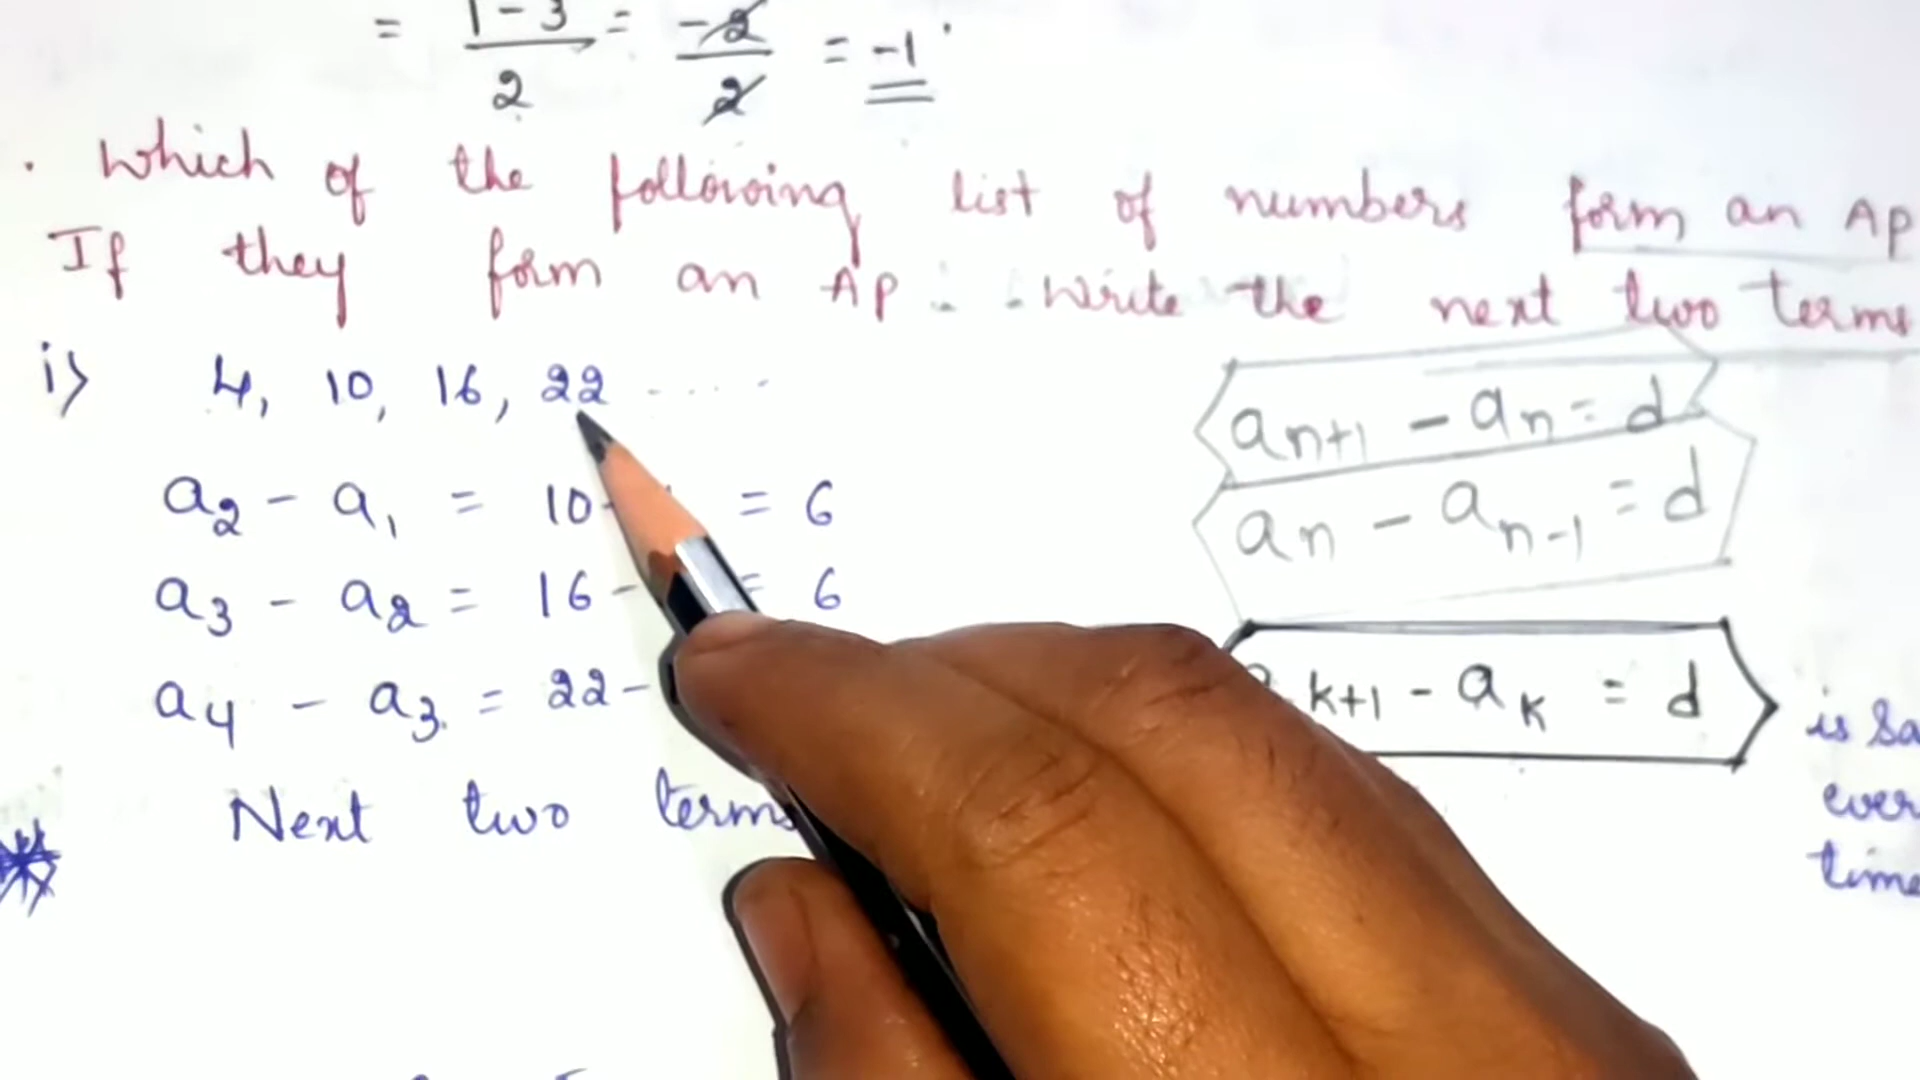 = 1-3/2 = -2/2 = -1
. Which of the following list of numbers form an AP
If they form an AP . . Write the next two terms
i) 4, 10, 16, 22 .....
a2 - a1 = 10- = 6
a3 - a2 = 16- = 6
a4 - a3 = 22-
Next two terms
an+1 - an = d
an - an-1 = d
k+1 - ak = d
is
time